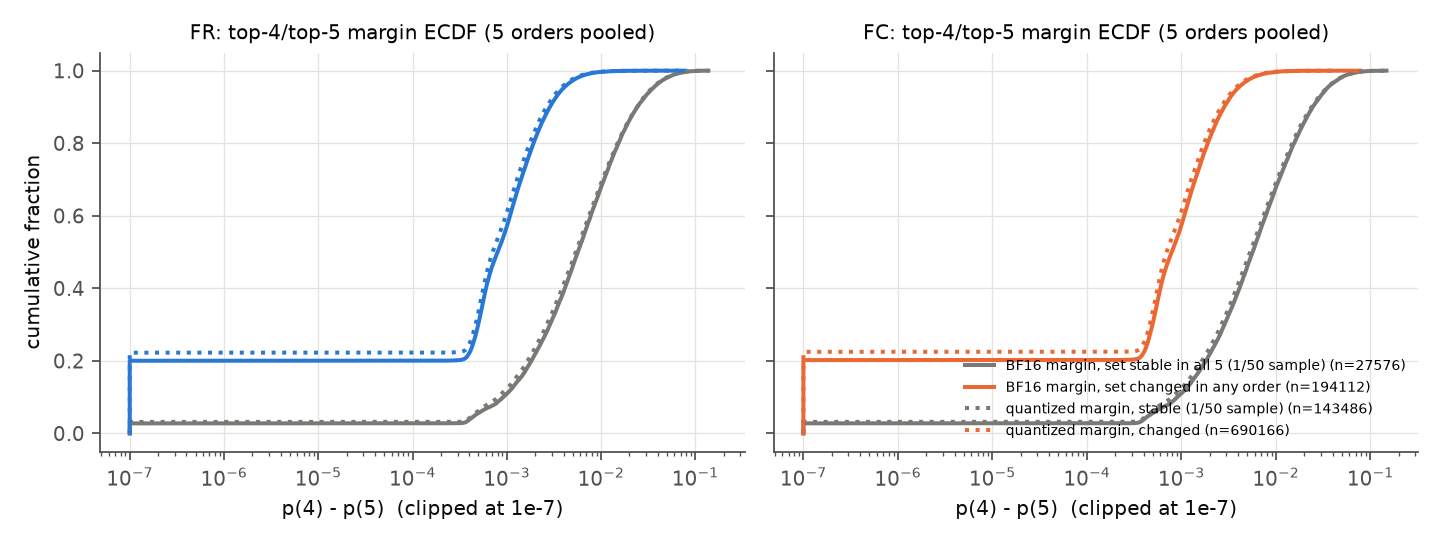 FR: top-4/top-5 margin ECDF (5 orders pooled)
FC: top-4/top-5 margin ECDF (5 orders pooled)
cumulative fraction
1.0
0.8
0.6
0.4
0.2
0.0
10⁻⁷ 10⁻⁶ 10⁻⁵ 10⁻⁴ 10⁻³ 10⁻² 10⁻¹
p(4) - p(5) (clipped at 1e-7)
BF16 margin, set stable in all 5 (1/50 sample) (n=27576)
BF16 margin, set changed in any order (n=194112)
quantized margin, stable (1/50 sample) (n=143486)
quantized margin, changed (n=690166)
10⁻⁷ 10⁻⁶ 10⁻⁵ 10⁻⁴ 10⁻³ 10⁻² 10⁻¹
p(4) - p(5) (clipped at 1e-7)